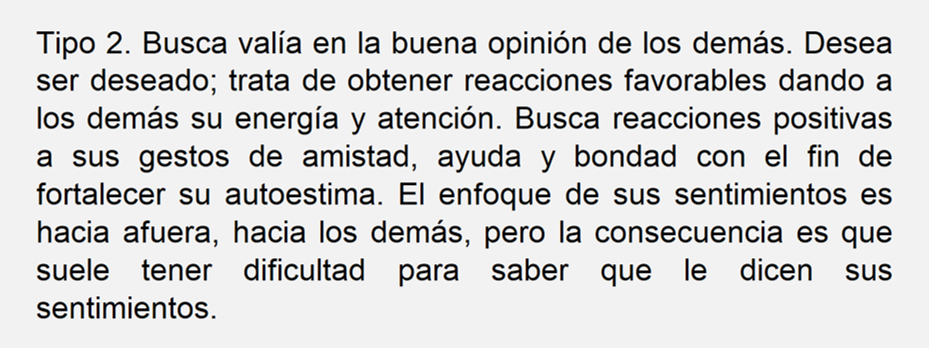 Tipo 2. Busca valía en la buena opinión de los demás. Desea
ser deseado; trata de obtener reacciones favorables dando a
los demás su energía y atención. Busca reacciones positivas
a sus gestos de amistad, ayuda y bondad con el fin de
fortalecer su autoestima. El enfoque de sus sentimientos es
hacia afuera, hacia los demás, pero la consecuencia es que
suele tener dificultad para saber que le dicen sus
sentimientos.